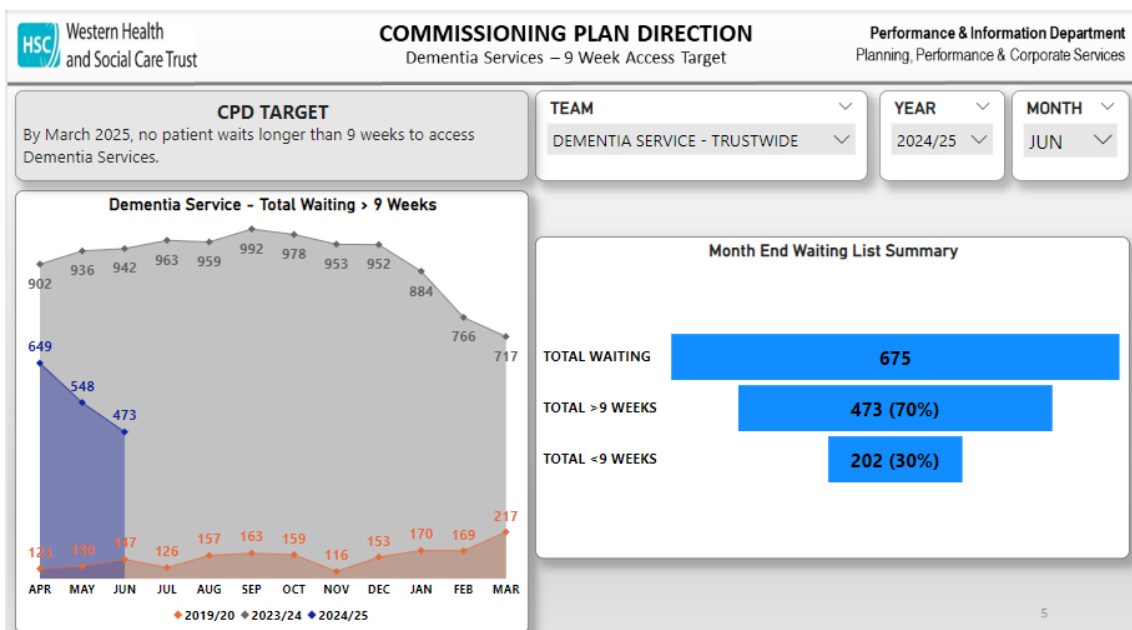 HSC
Western Health
and Social Care Trust
COMMISSIONING PLAN DIRECTION
Dementia Services – 9 Week Access Target
Performance & Information Department
Planning, Performance & Corporate Services
CPD TARGET
By March 2025, no patient waits longer than 9 weeks to access
Dementia Services.
TEAM
DEMENTIA SERVICE - TRUSTWIDE
YEAR
2024/25
MONTH
JUN
Dementia Service - Total Waiting > 9 Weeks
902 936 942 963 959 992 978 953 952 884 766 717
649 548 473
123 130 147 126 157 163 159 116 153 170 169 217
APR MAY JUN JUL AUG SEP OCT NOV DEC JAN FEB MAR
2019/20 2023/24 2024/25
Month End Waiting List Summary
TOTAL WAITING 675
TOTAL >9 WEEKS 473 (70%)
TOTAL <9 WEEKS 202 (30%)
5